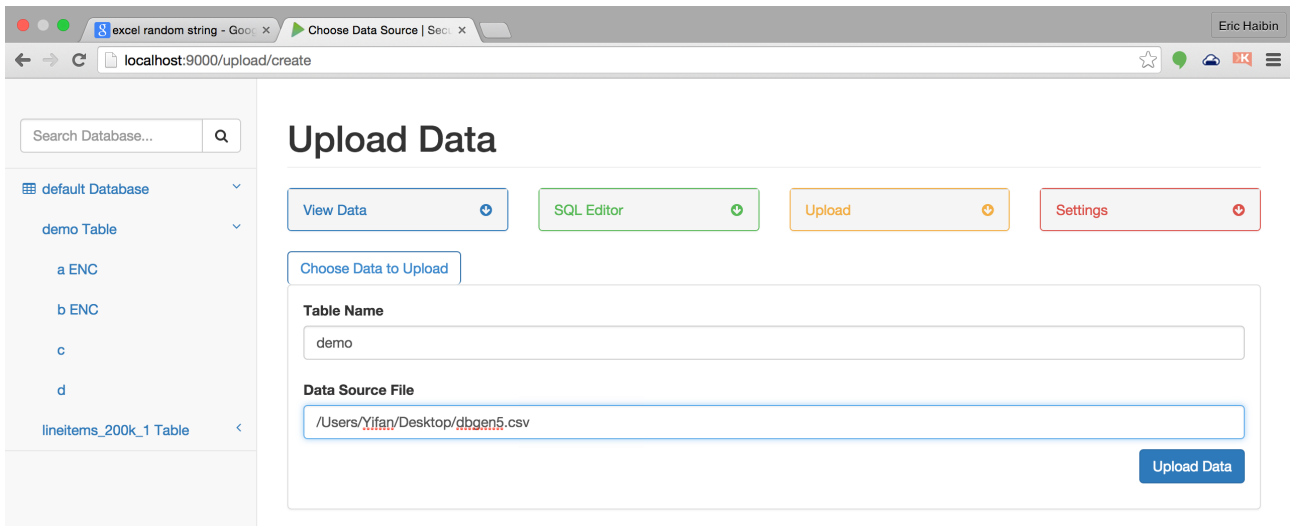 excel random string - Goog
Choose Data Source | Secu
Eric Haibin
localhost:9000/upload/create
Search Database...
default Database
demo Table
a ENC
b ENC
c
d
lineitems_200k_1 Table
Upload Data
View Data
SQL Editor
Upload
Settings
Choose Data to Upload
Table Name
demo
Data Source File
/Users/Yifan/Desktop/dbgen5.csv
Upload Data